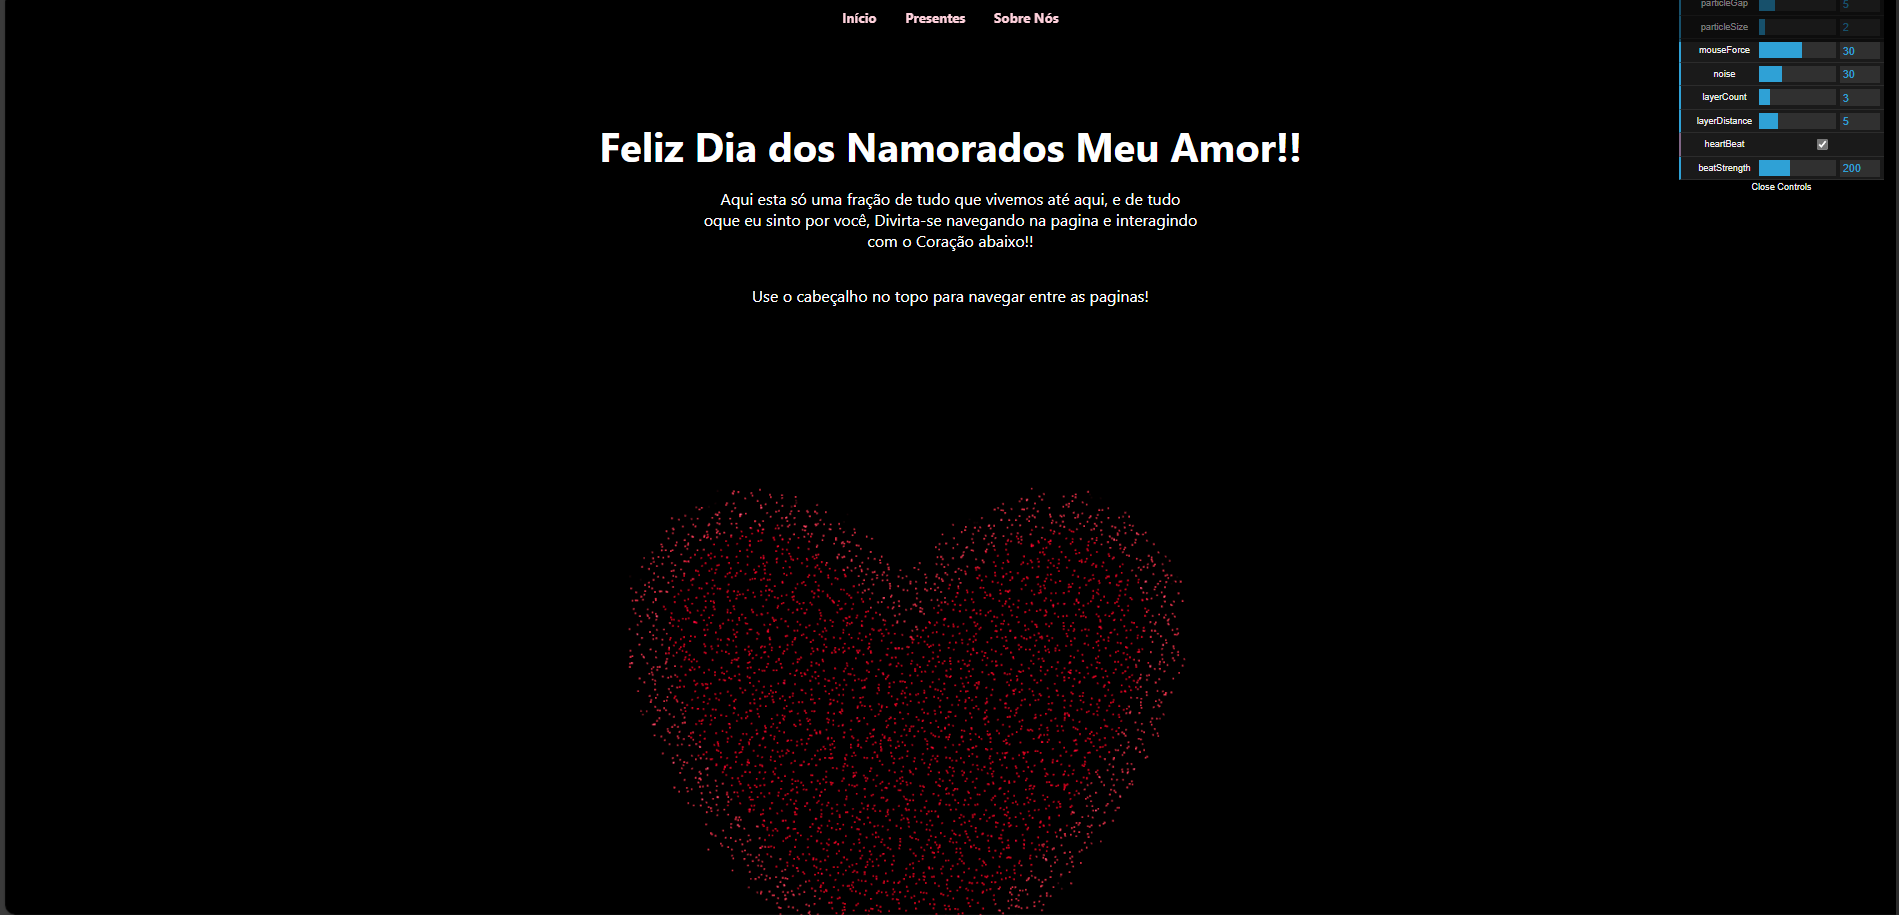 Início Presentes Sobre Nós
particleGap 5
particleSize 2
mouseForce 30
noise 30
layerCount 3
layerDistance 5
heartBeat
beatStrength 200
Close Controls
Feliz Dia dos Namorados Meu Amor!!
Aqui esta só uma fração de tudo que vivemos até aqui, e de tudo
oque eu sinto por você, Divirta-se navegando na pagina e interagindo
com o Coração abaixo!!
Use o cabeçalho no topo para navegar entre as paginas!